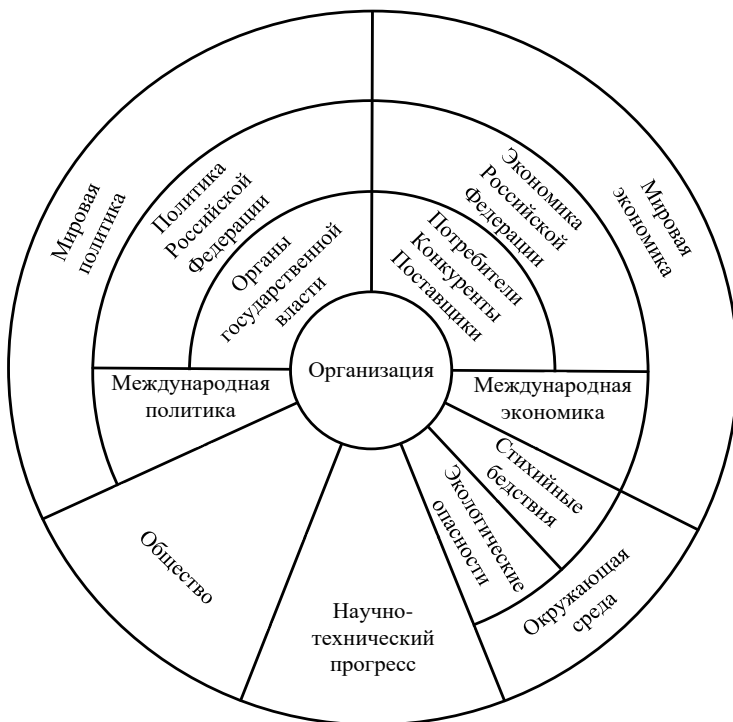 Мировая
политика
Политика
Российской
Федерации
Органы
государственной
власти
Мировая
экономика
Экономика
Российской
Федерации
Потребители
Конкуренты
Поставщики
Организация
Международная
политика
Международная
экономика
Стихийные
бедствия
Экологические
опасности
Окружающая
среда
Общество
Научно-
технический
прогресс